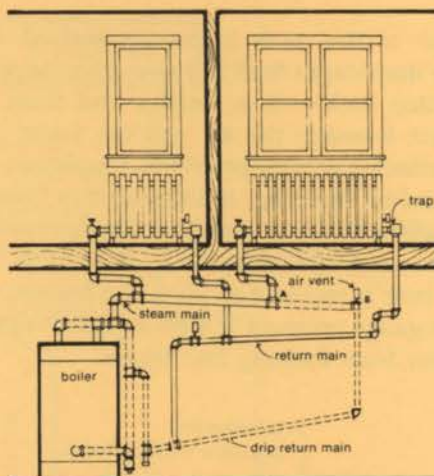 trap
air vent
A
B
steam main
return main
boiler
drip return main